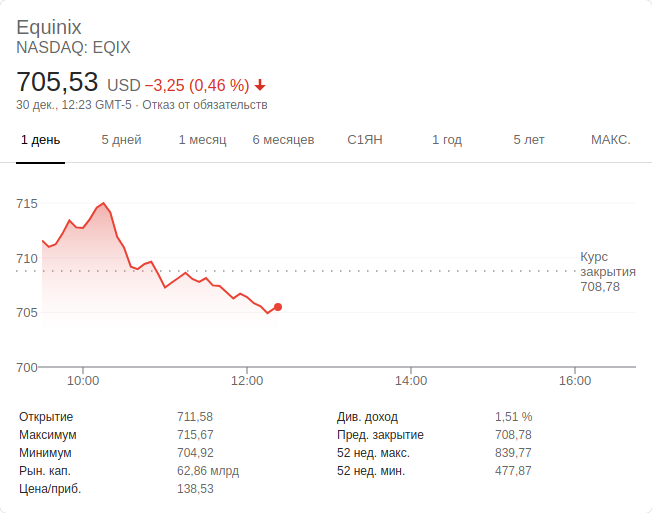 Equinix
NASDAQ: EQIX
705,53 USD −3,25 (0,46 %)
30 дек., 12:23 GMT-5 · Отказ от обязательств
1 день 5 дней 1 месяц 6 месяцев С1ЯН 1 год 5 лет МАКС.
715
710
705
700
Курс
закрытия
708,78
10:00 12:00 14:00 16:00
Открытие 711,58
Максимум 715,67
Минимум 704,92
Рын. кап. 62,86 млрд
Цена/приб. 138,53
Див. доход 1,51 %
Пред. закрытие 708,78
52 нед. макс. 839,77
52 нед. мин. 477,87